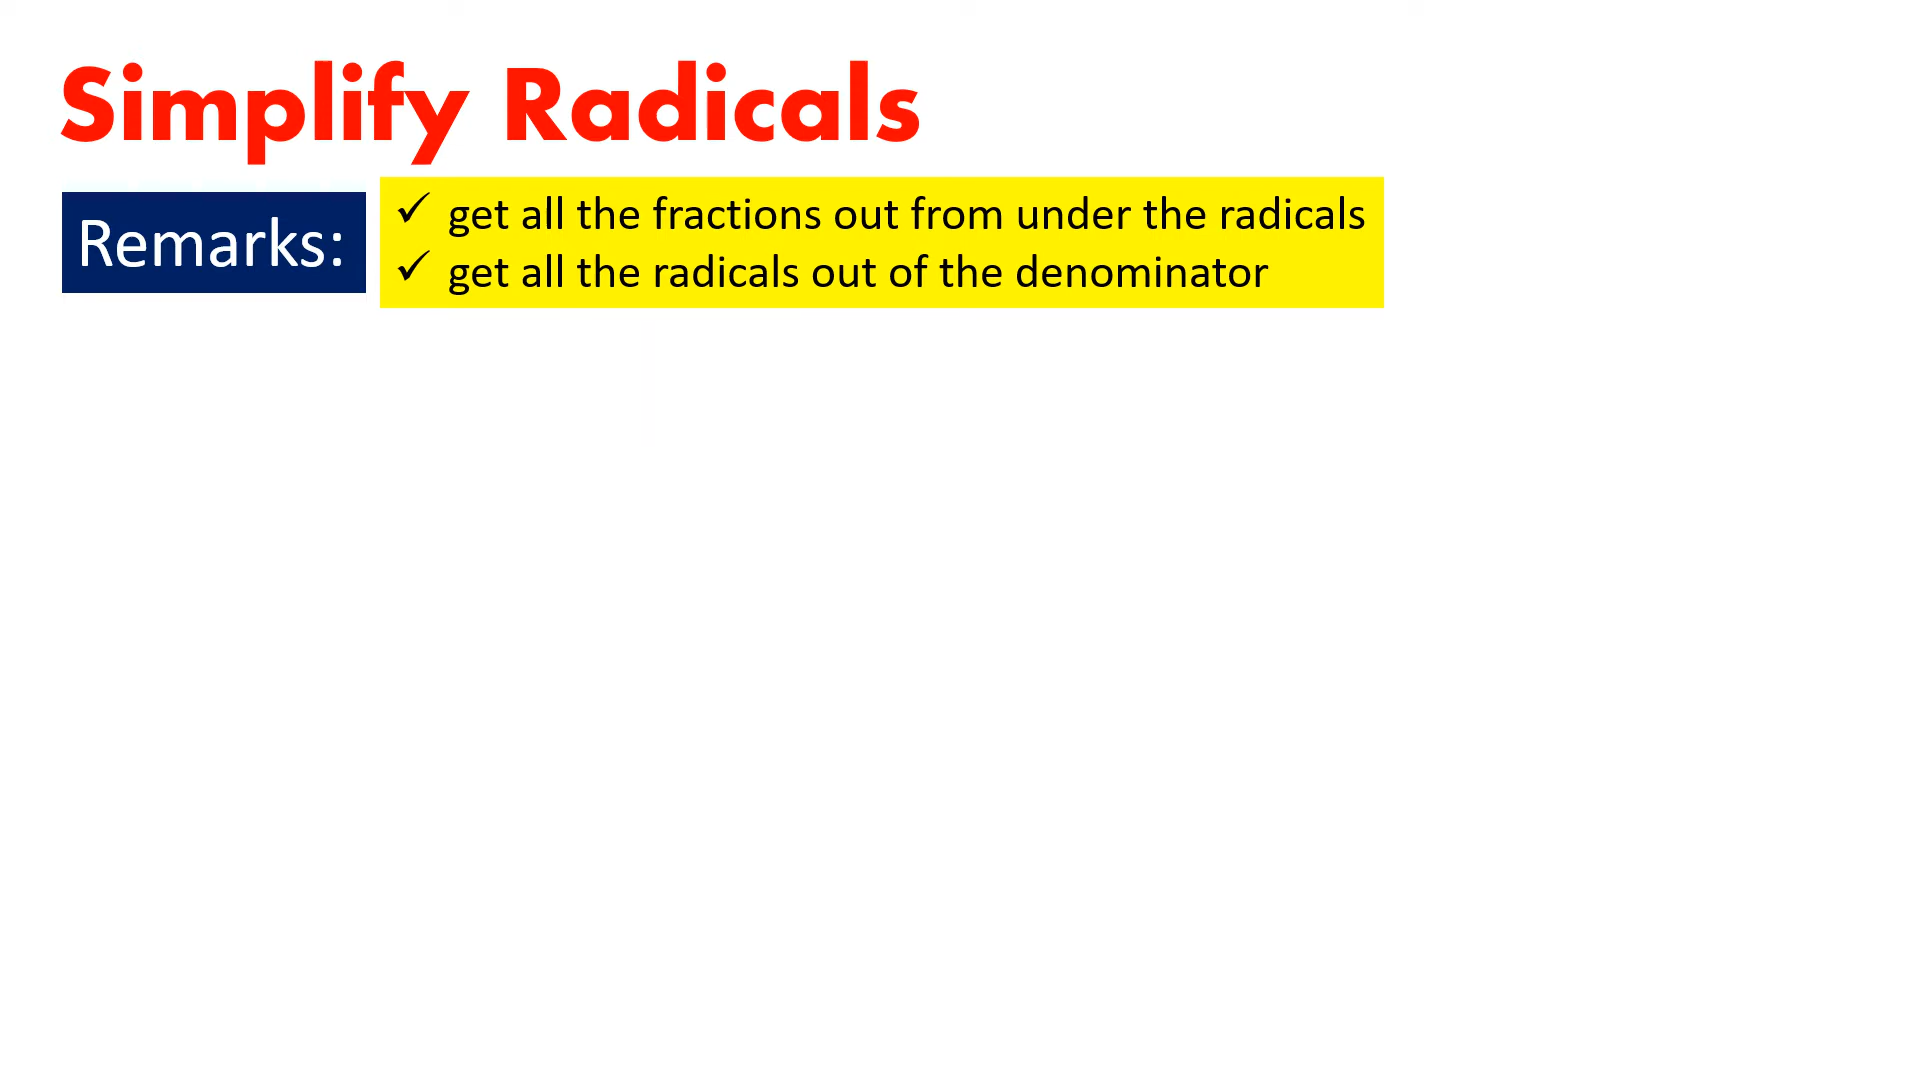 Simplify Radicals
Remarks:
✓ get all the fractions out from under the radicals
✓ get all the radicals out of the denominator